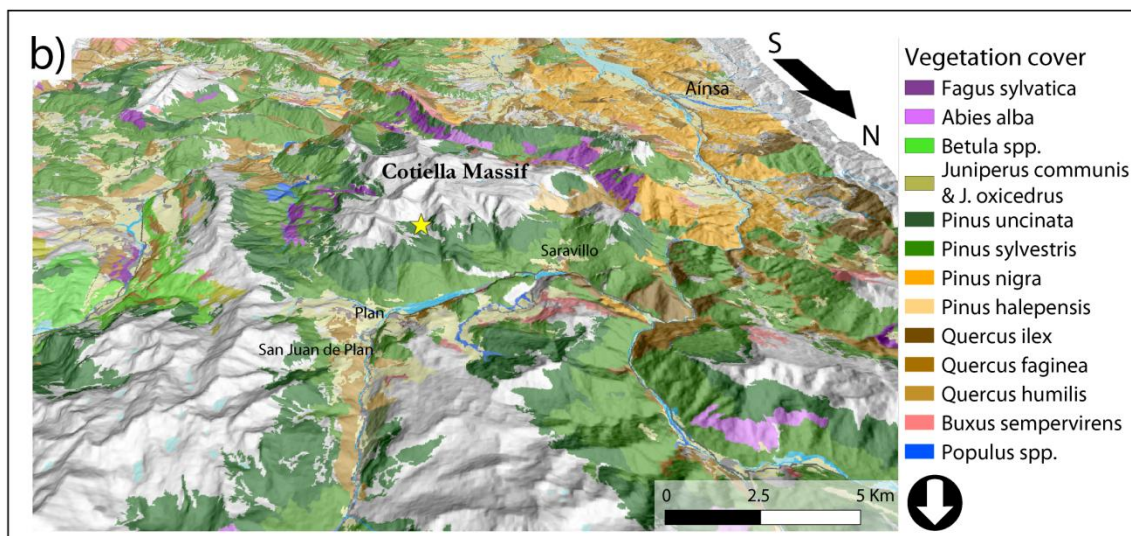 b)
S
N
Aínsa
Cotiella Massif
Saravillo
Plan
San Juan de Plan
0 2.5 5 Km
Vegetation cover
Fagus sylvatica
Abies alba
Betula spp.
Juniperus communis
& J. oxicedrus
Pinus uncinata
Pinus sylvestris
Pinus nigra
Pinus halepensis
Quercus ilex
Quercus faginea
Quercus humilis
Buxus sempervirens
Populus spp.